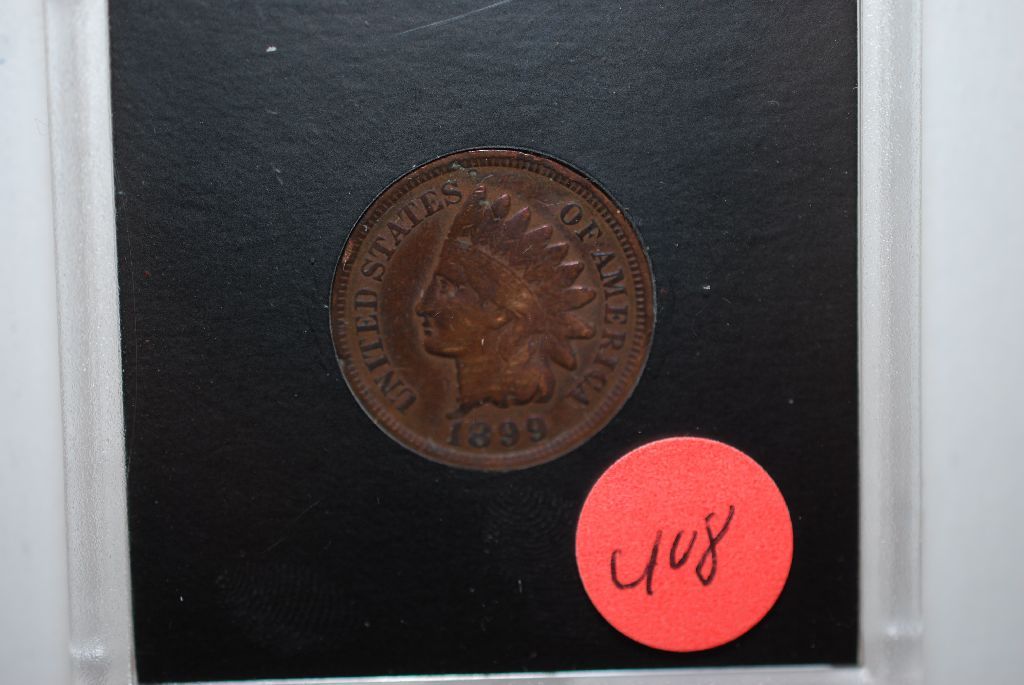 UNITED STATES OF AMERICA
1899
408